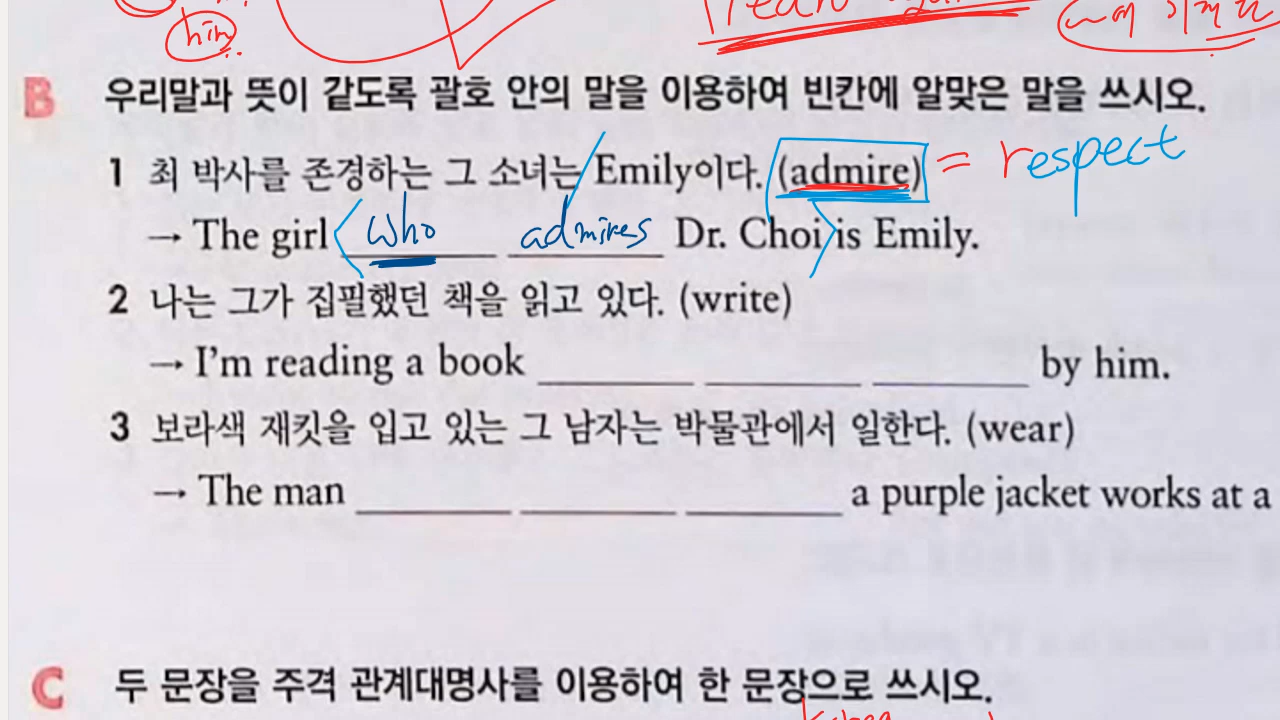 him
B 우리말과 뜻이 같도록 괄호 안의 말을 이용하여 빈칸에 알맞은 말을 쓰시오.
1 최 박사를 존경하는 그 소녀는 Emily이다. (admire) = respect
→ The girl who admires Dr. Choi is Emily.
2 나는 그가 집필했던 책을 읽고 있다. (write)
→ I'm reading a book ______ ______ ______ by him.
3 보라색 재킷을 입고 있는 그 남자는 박물관에서 일한다. (wear)
→ The man ______ ______ ______ a purple jacket works at a
C 두 문장을 주격 관계대명사를 이용하여 한 문장으로 쓰시오.